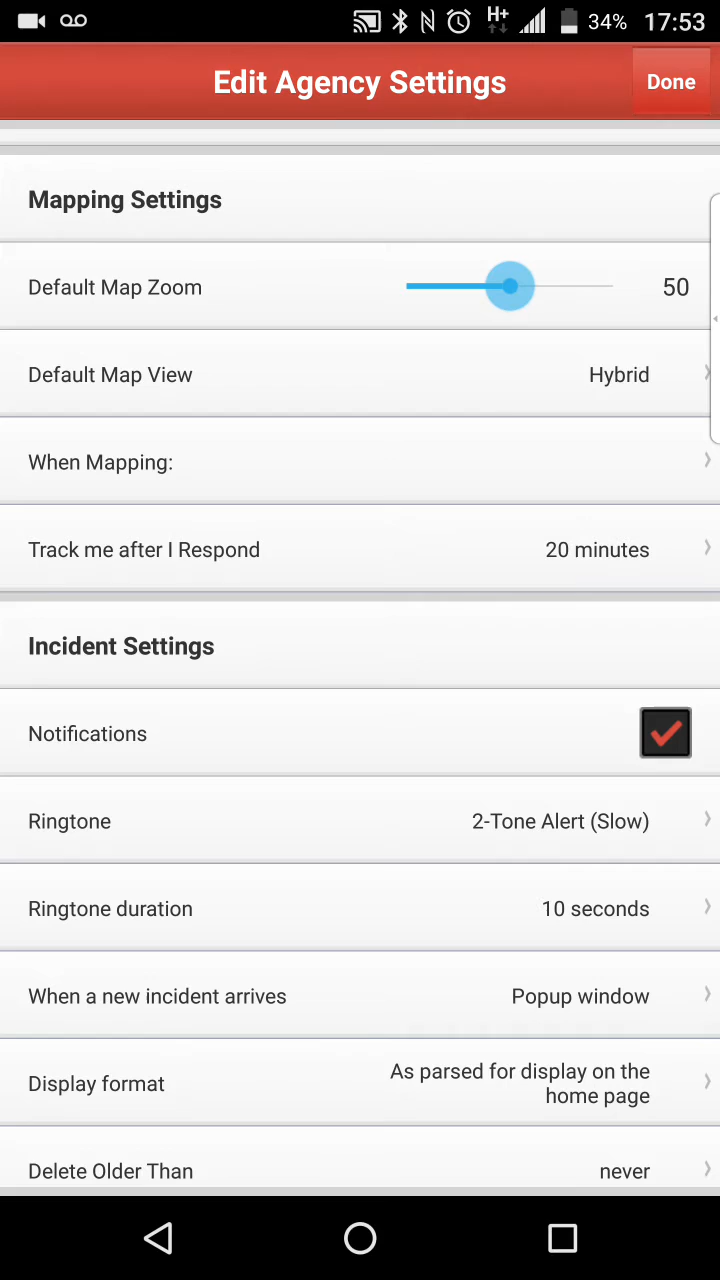 H+ 34% 17:53
Edit Agency Settings Done
Mapping Settings
Default Map Zoom 50
Default Map View Hybrid
When Mapping:
Track me after I Respond 20 minutes
Incident Settings
Notifications
Ringtone 2-Tone Alert (Slow)
Ringtone duration 10 seconds
When a new incident arrives Popup window
Display format As parsed for display on the
home page
Delete Older Than never